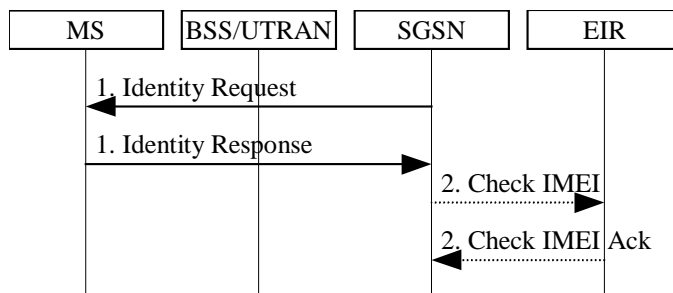 MS BSS/UTRAN SGSN EIR
1. Identity Request
1. Identity Response
2. Check IMEI
2. Check IMEI Ack